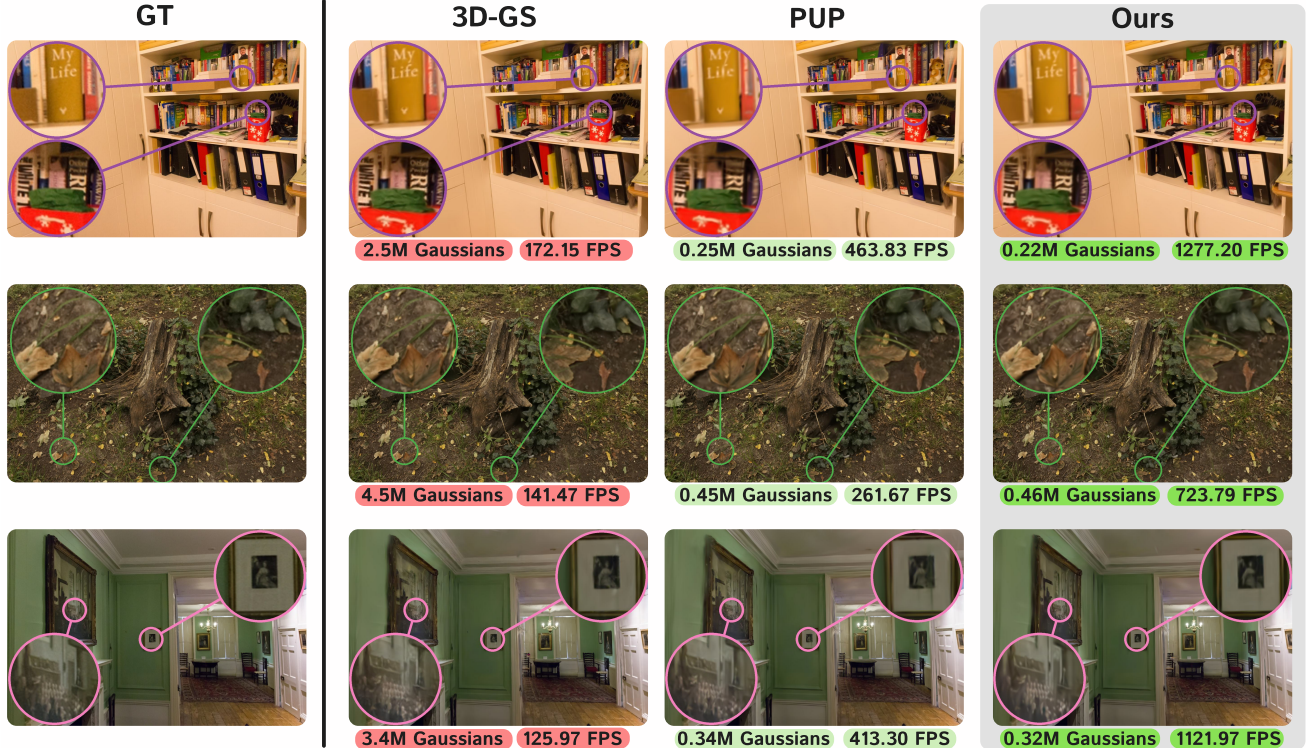 GT
3D-GS
PUP
Ours
My
Life
My
Life
My
Life
My
Life
2.5M Gaussians
172.15 FPS
0.25M Gaussians
463.83 FPS
0.22M Gaussians
1277.20 FPS
4.5M Gaussians
141.47 FPS
0.45M Gaussians
261.67 FPS
0.46M Gaussians
723.79 FPS
3.4M Gaussians
125.97 FPS
0.34M Gaussians
413.30 FPS
0.32M Gaussians
1121.97 FPS